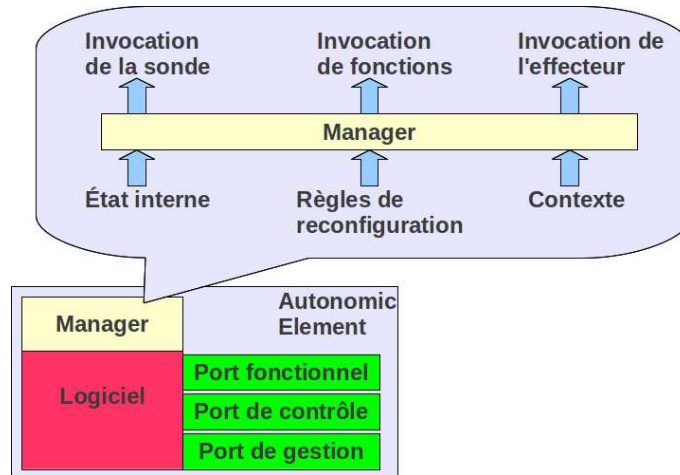 Invocation
de la sonde
Invocation
de fonctions
Invocation de
l'effecteur
Manager
État interne
Règles de
reconfiguration
Contexte
Manager
Autonomic
Element
Logiciel
Port fonctionnel
Port de contrôle
Port de gestion